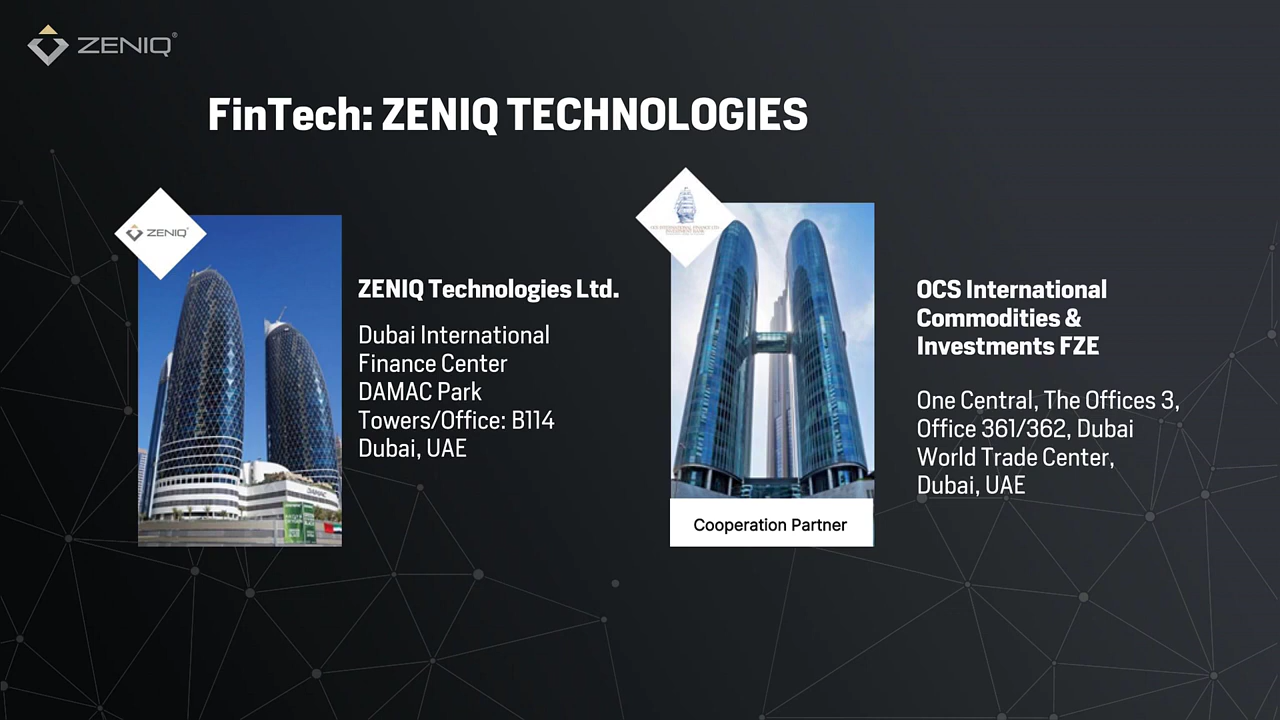 ZENIQ®
FinTech: ZENIQ TECHNOLOGIES
ZENIQ
ZENIQ Technologies Ltd.
Dubai International
Finance Center
DAMAC Park
Towers/Office: B114
Dubai, UAE
DAMAC
Cooperation Partner
OCS International
Commodities &
Investments FZE
One Central, The Offices 3,
Office 361/362, Dubai
World Trade Center,
Dubai, UAE